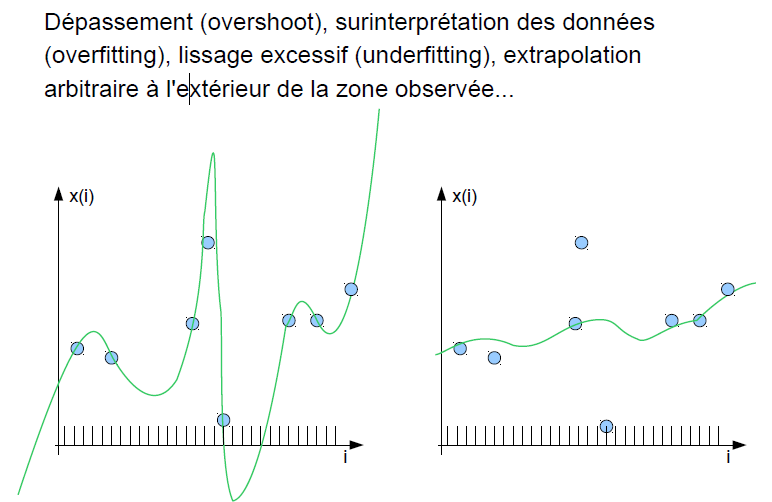 Dépassement (overshoot), surinterprétation des données
(overfitting), lissage excessif (underfitting), extrapolation
arbitraire à l'extérieur de la zone observée...
x(i)
x(i)
i
i